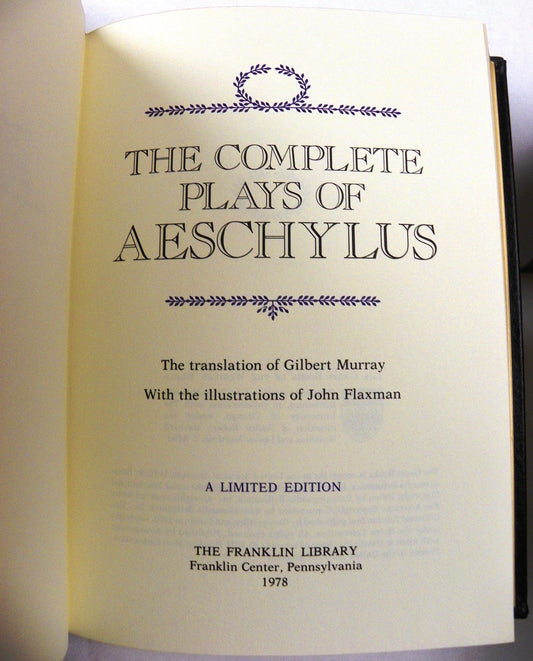 THE COMPLETE
PLAYS OF
AESCHYLUS
The translation of Gilbert Murray
With the illustrations of John Flaxman
A LIMITED EDITION
THE FRANKLIN LIBRARY
Franklin Center, Pennsylvania
1978